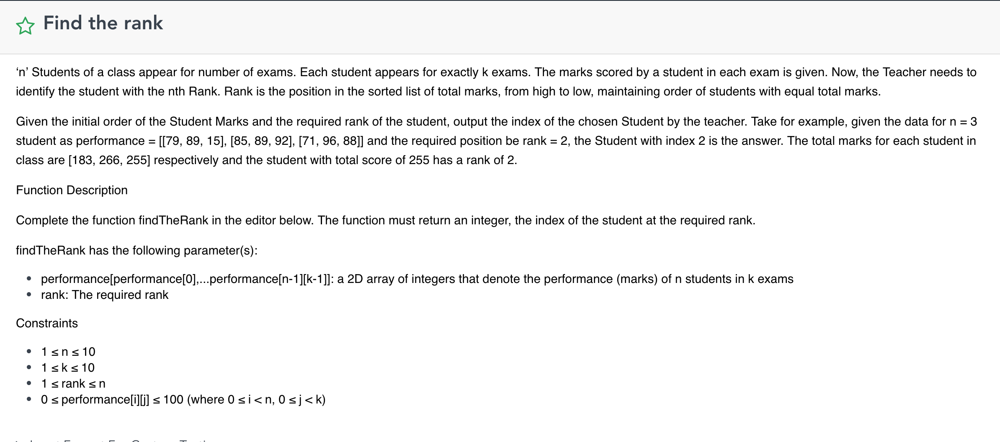 Find the rank
‘n’ Students of a class appear for number of exams. Each student appears for exactly k exams. The marks scored by a student in each exam is given. Now, the Teacher needs to
identify the student with the nth Rank. Rank is the position in the sorted list of total marks, from high to low, maintaining order of students with equal total marks.
Given the initial order of the Student Marks and the required rank of the student, output the index of the chosen Student by the teacher. Take for example, given the data for n = 3
student as performance = [[79, 89, 15], [85, 89, 92], [71, 96, 88]] and the required position be rank = 2, the Student with index 2 is the answer. The total marks for each student in
class are [183, 266, 255] respectively and the student with total score of 255 has a rank of 2.
Function Description
Complete the function findTheRank in the editor below. The function must return an integer, the index of the student at the required rank.
findTheRank has the following parameter(s):
• performance[performance[0],...performance[n-1][k-1]]: a 2D array of integers that denote the performance (marks) of n students in k exams
• rank: The required rank
Constraints
• 1 ≤ n ≤ 10
• 1 ≤ k ≤ 10
• 1 ≤ rank ≤ n
• 0 ≤ performance[i][j] ≤ 100 (where 0 ≤ i < n, 0 ≤ j < k)